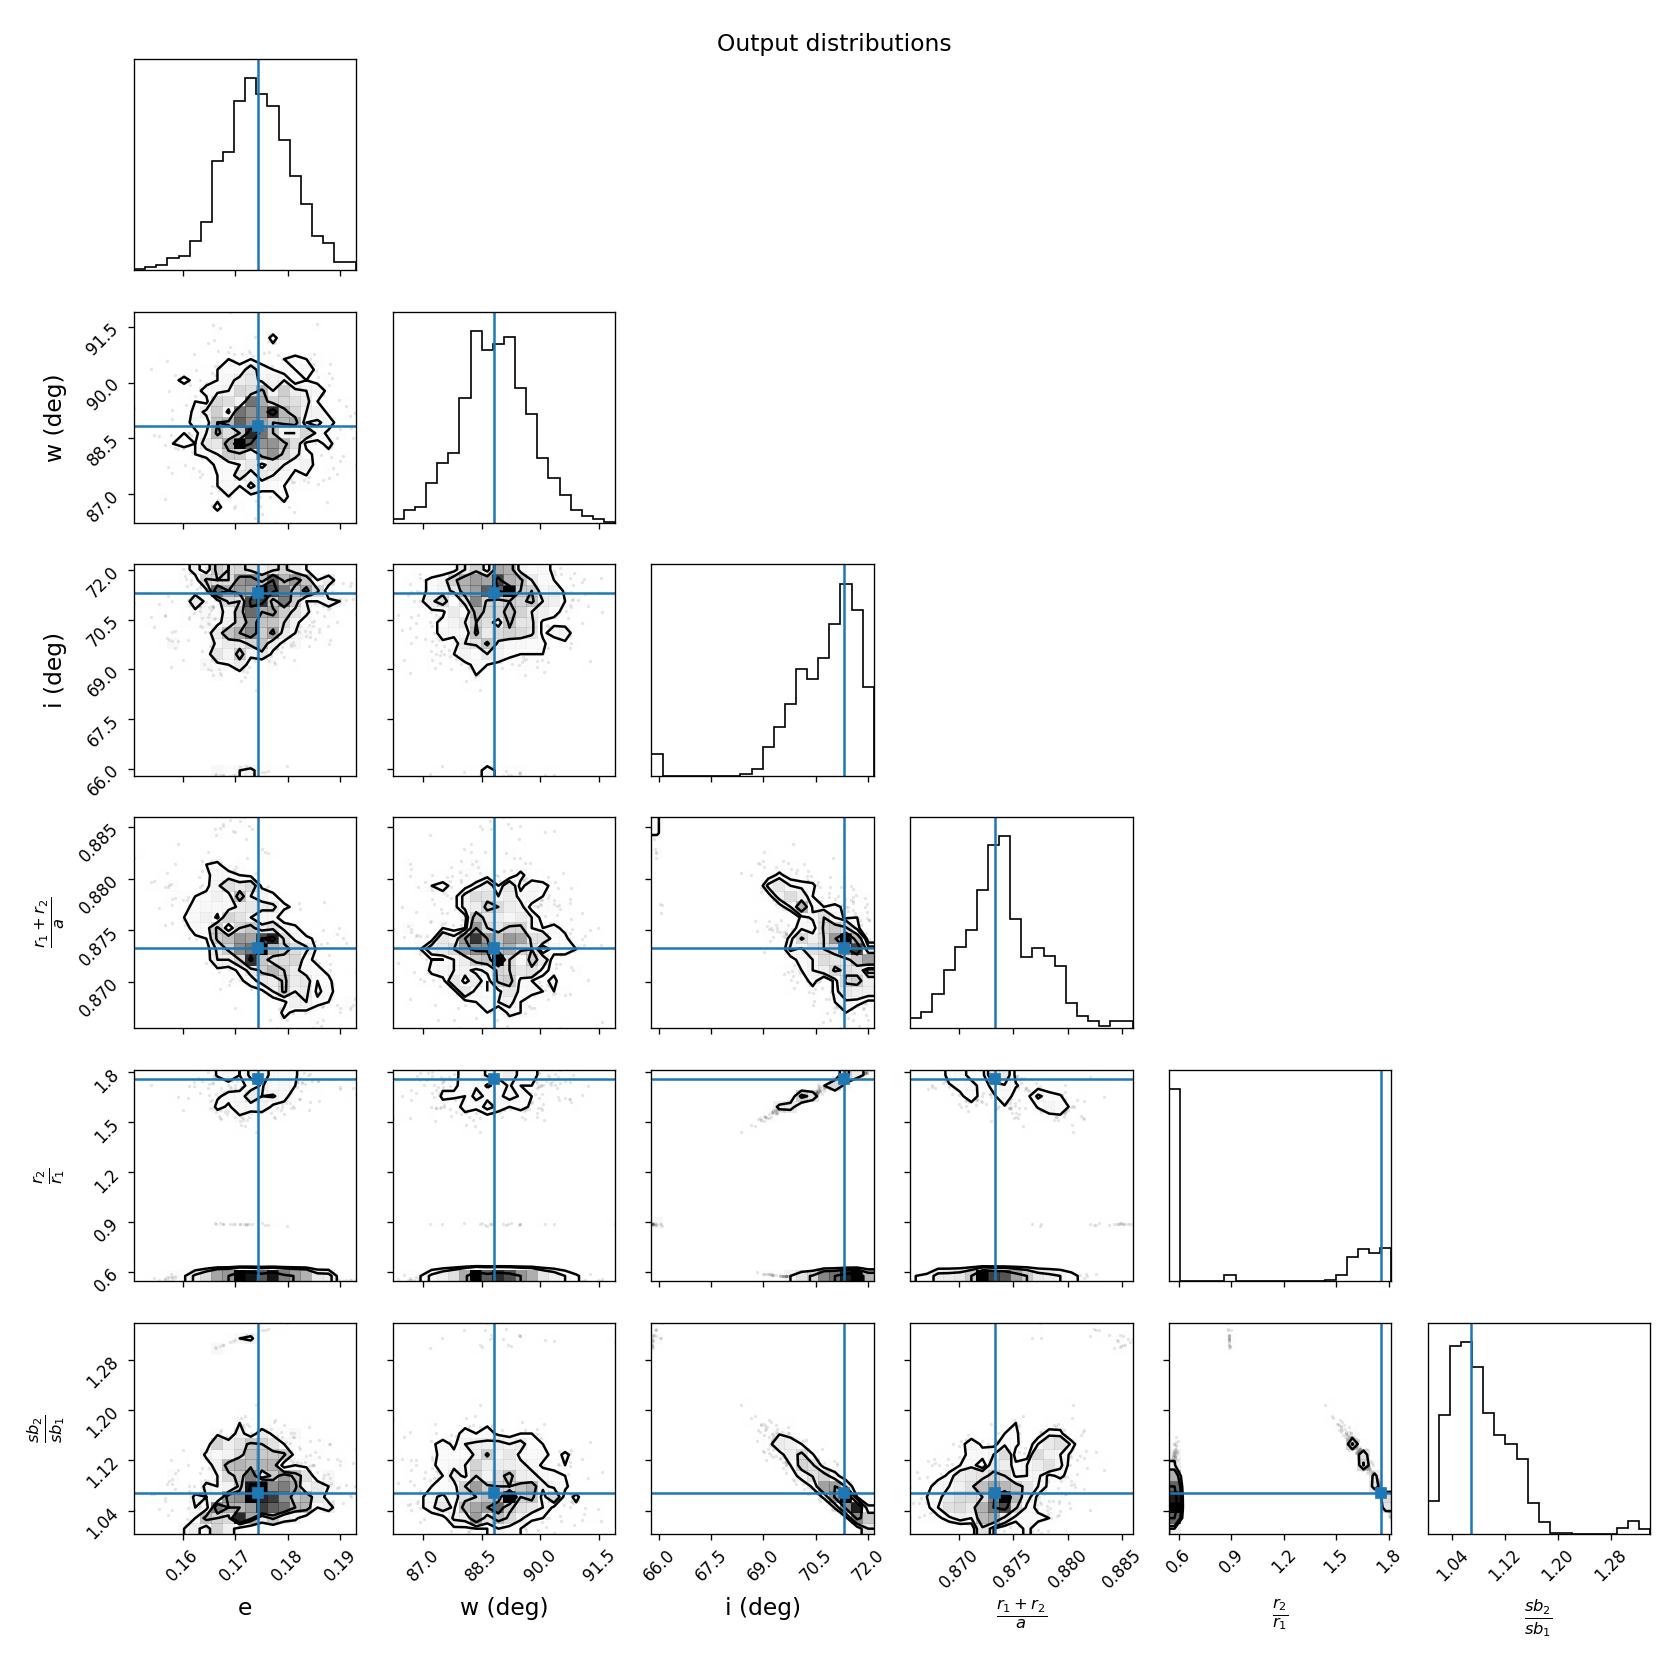 Output distributions
w (deg)
91.5
90.0
88.5
87.0
i (deg)
72.0
70.5
69.0
67.5
66.0
r₁ + r₂
a
0.885
0.880
0.875
0.870
r₂
r₁
1.8
1.5
1.2
0.9
0.6
sb₂
sb₁
1.28
1.20
1.12
1.04
0.16 0.17 0.18 0.19
87.0 88.5 90.0 91.5
66.0 67.5 69.0 70.5 72.0
0.870 0.875 0.880 0.885
0.6 0.9 1.2 1.5 1.8
1.04 1.12 1.20 1.28
e
w (deg)
i (deg)
r₁ + r₂
a
r₂
r₁
sb₂
sb₁